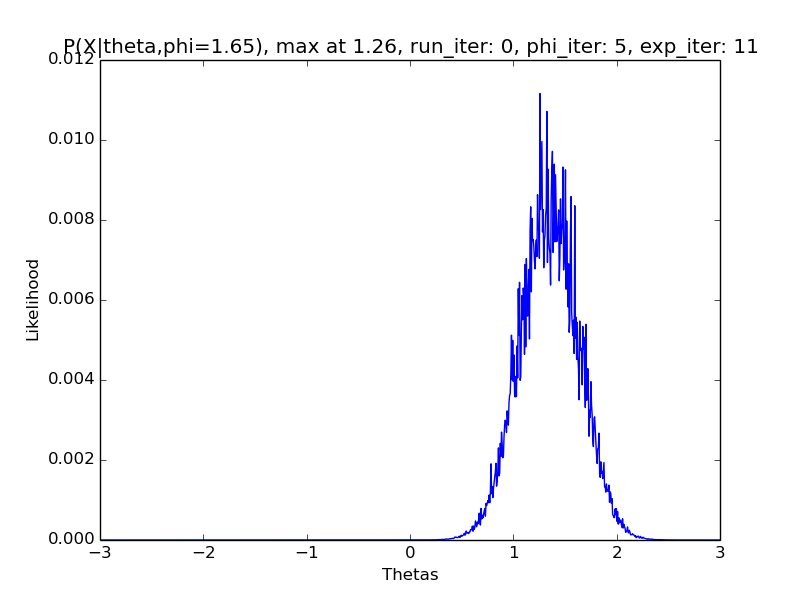 P(X|theta,phi=1.65), max at 1.26, run_iter: 0, phi_iter: 5, exp_iter: 11
0.012
0.010
0.008
0.006
0.004
0.002
0.000
Likelihood
−3 −2 −1 0 1 2 3
Thetas